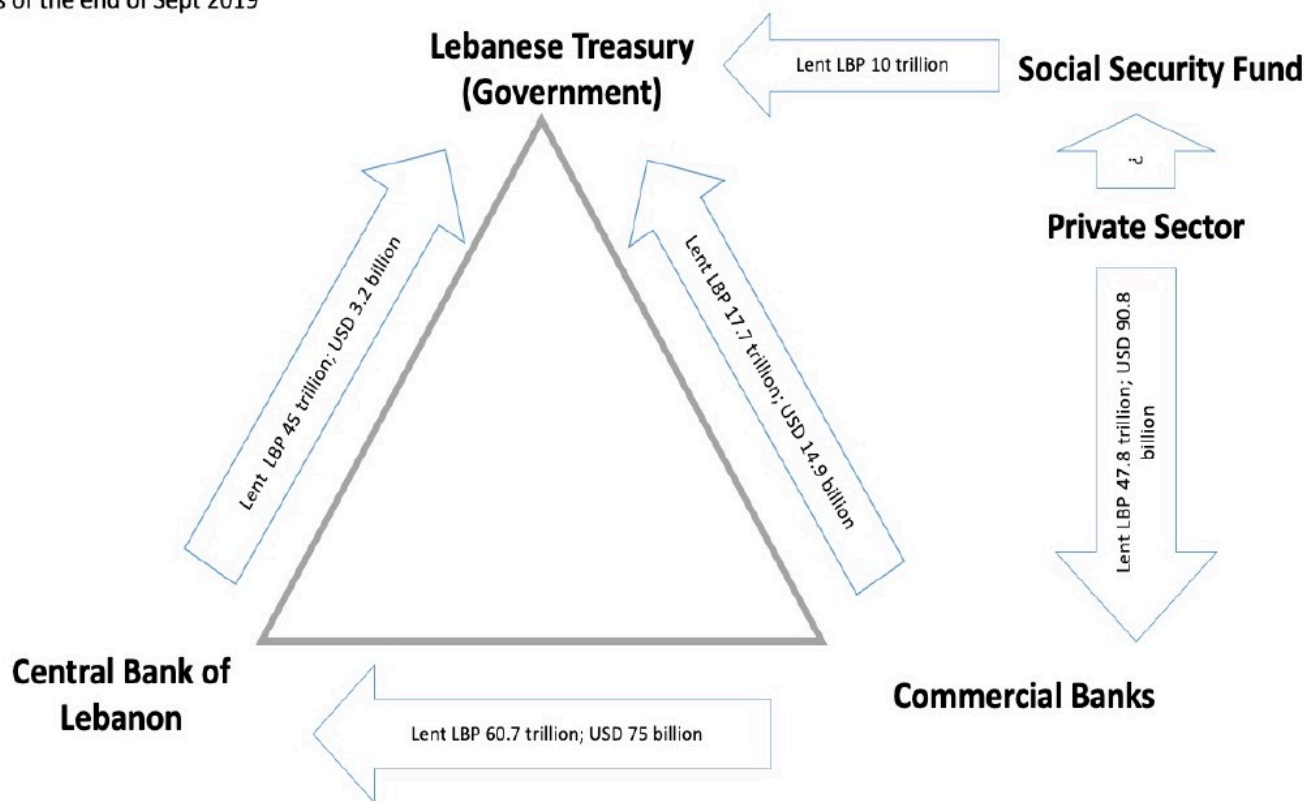 s of the end of Sept 2019
Lebanese Treasury
(Government)
Lent LBP 10 trillion
Social Security Fund
?
Private Sector
Lent LBP 45 trillion; USD 3.2 billion
Lent LBP 17.7 trillion; USD 14.9 billion
Lent LBP 47.8 trillion; USD 90.8
billion
Central Bank of
Lebanon
Commercial Banks
Lent LBP 60.7 trillion; USD 75 billion